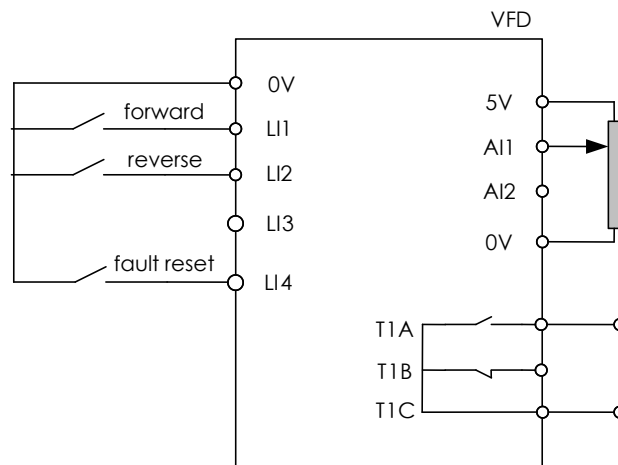 VFD
0V
forward
LI1
reverse
LI2
LI3
fault reset
LI4
5V
AI1
AI2
0V
T1A
T1B
T1C